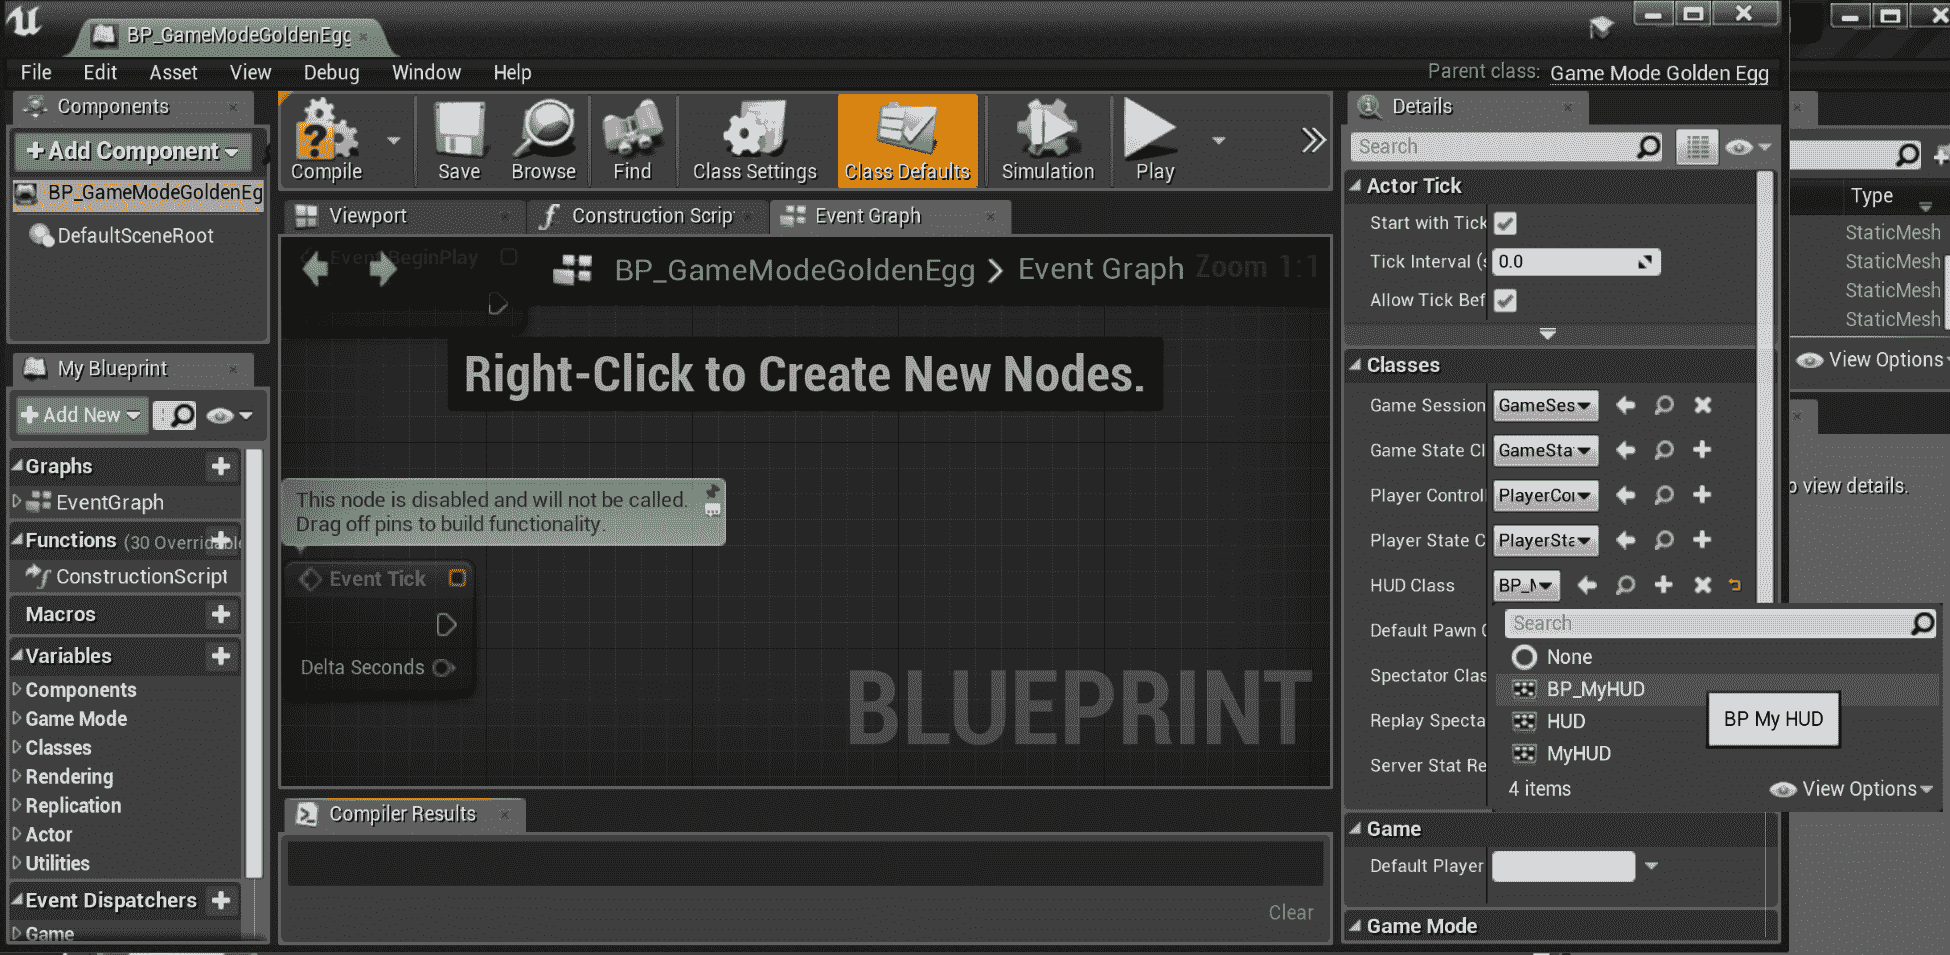 BP_GameModeGoldenEgg
File Edit Asset View Debug Window Help
Parent class: Game Mode Golden Egg
Components
+Add Component
BP_GameModeGoldenEg
DefaultSceneRoot
My Blueprint
+Add New
Graphs
EventGraph
Functions (30 Overridable
ConstructionScript
Macros
Variables
Components
Game Mode
Classes
Rendering
Replication
Actor
Utilities
Event Dispatchers
Game
Compile
Save
Browse
Find
Class Settings
Class Defaults
Simulation
Play
Viewport
Construction Scrip
Event Graph
Event BeginPlay
BP_GameModeGoldenEgg > Event Graph
Zoom 1:1
Right-Click to Create New Nodes.
This node is disabled and will not be called.
Drag off pins to build functionality.
Event Tick
Delta Seconds
BLUEPRINT
Compiler Results
Clear
Details
Search
Actor Tick
Start with Tick
Tick Interval (s 0.0
Allow Tick Bef
Classes
Game Session GameSes
Game State Cl GameSta
Player Controll PlayerCo
Player State C PlayerSta
HUD Class BP_M
Default Pawn C
Spectator Clas
Replay Specta
Server Stat Re
Search
None
BP_MyHUD
HUD
MyHUD
BP My HUD
4 items
View Options
Game
Default Player
Game Mode
Type
StaticMesh
StaticMesh
StaticMesh
StaticMesh
View Options
o view details.